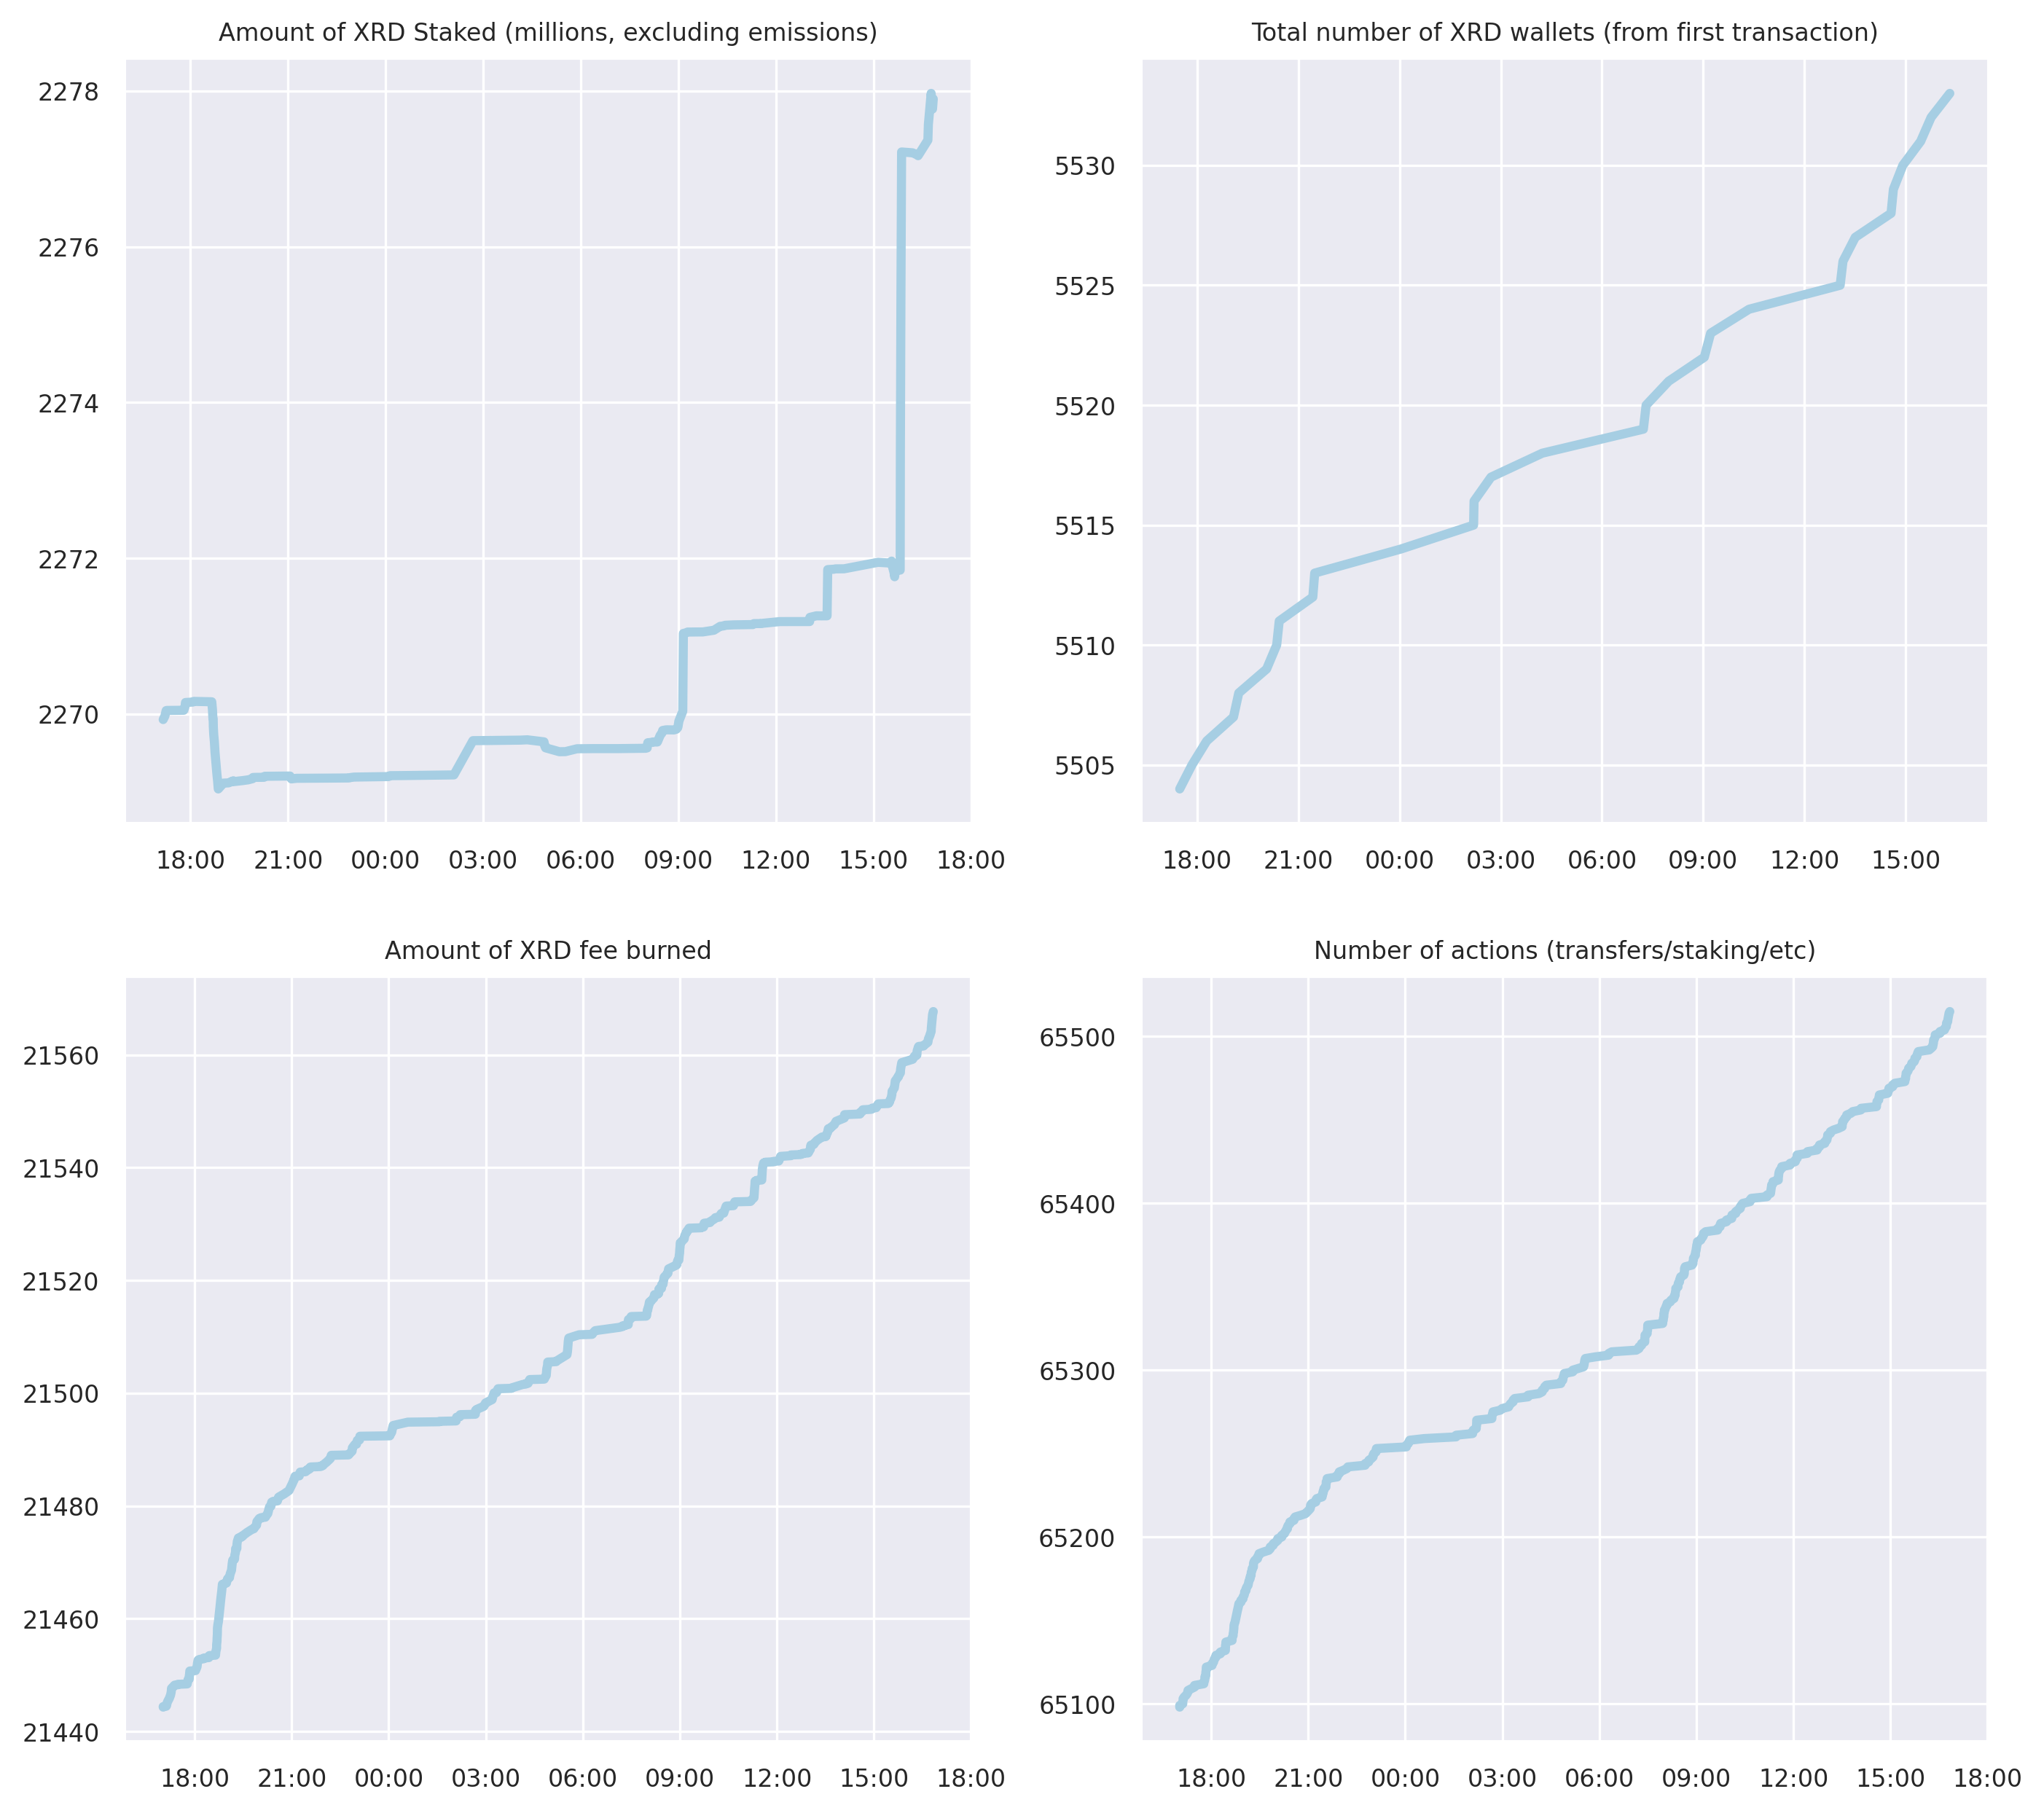 Amount of XRD Staked (millions, excluding emissions)
2278
2276
2274
2272
2270
18:00 21:00 00:00 03:00 06:00 09:00 12:00 15:00 18:00
Total number of XRD wallets (from first transaction)
5530
5525
5520
5515
5510
5505
18:00 21:00 00:00 03:00 06:00 09:00 12:00 15:00
Amount of XRD fee burned
21560
21540
21520
21500
21480
21460
21440
18:00 21:00 00:00 03:00 06:00 09:00 12:00 15:00 18:00
Number of actions (transfers/staking/etc)
65500
65400
65300
65200
65100
18:00 21:00 00:00 03:00 06:00 09:00 12:00 15:00 18:00